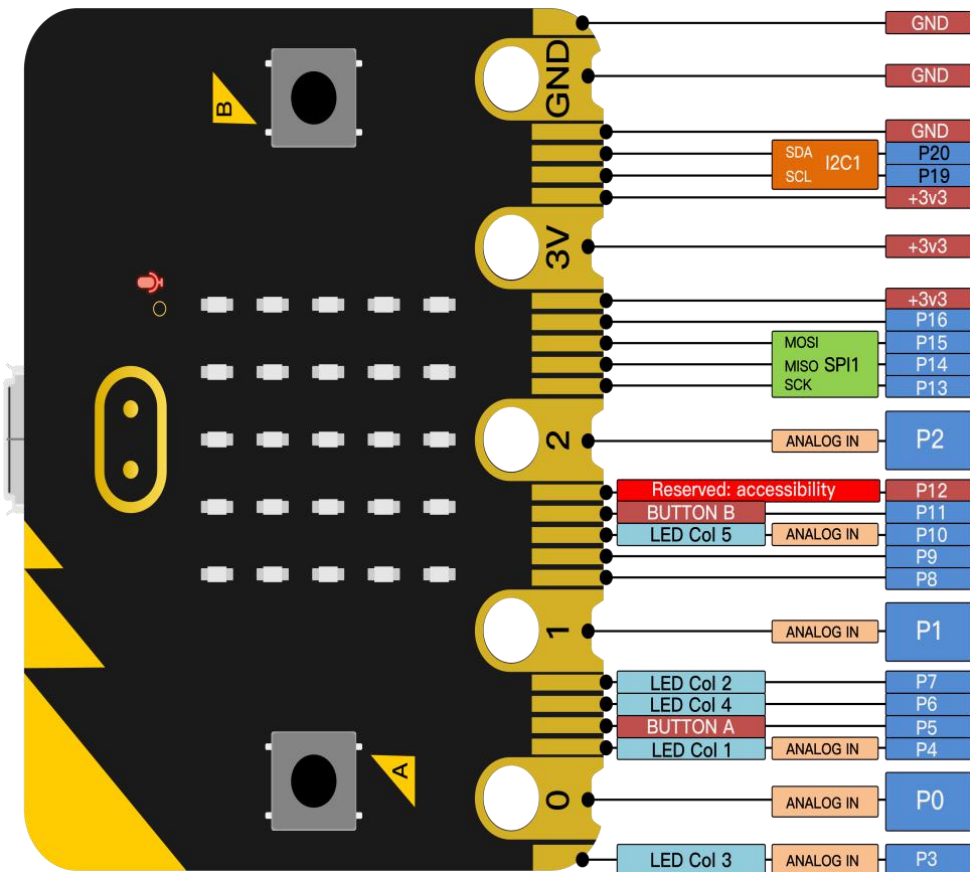 GND
GND
GND
B
GND
SDA
I2C1
P20
SCL
P19
+3v3
3V
+3v3
+3v3
P16
MOSI
P15
MISO SPI1
P14
SCK
P13
2
ANALOG IN
P2
Reserved: accessibility
P12
BUTTON B
P11
LED Col 5
ANALOG IN
P10
P9
P8
1
ANALOG IN
P1
LED Col 2
P7
LED Col 4
P6
BUTTON A
P5
LED Col 1
ANALOG IN
P4
A
0
ANALOG IN
P0
LED Col 3
ANALOG IN
P3